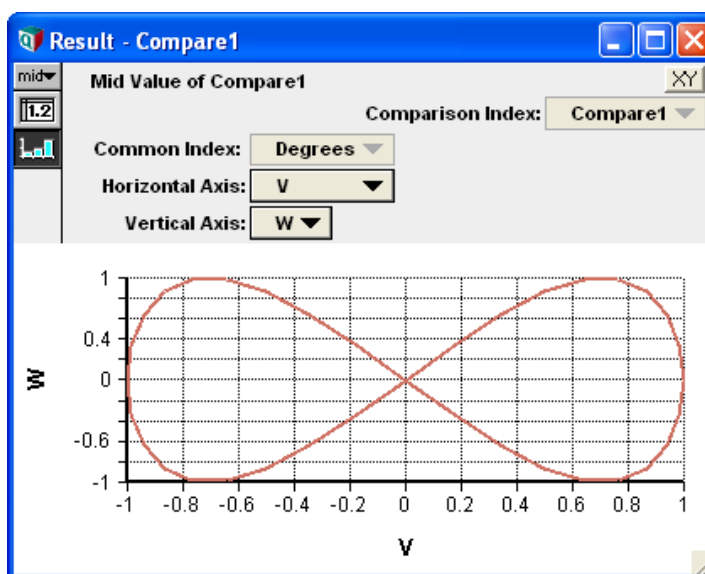 Result - Compare1
mid
Mid Value of Compare1
XY
1.2
Comparison Index: Compare1
Common Index: Degrees
Horizontal Axis: V
Vertical Axis: W
1
0.4
0
-0.6
-1
W
-1 -0.8 -0.6 -0.4 -0.2 0 0.2 0.4 0.6 0.8 1
V